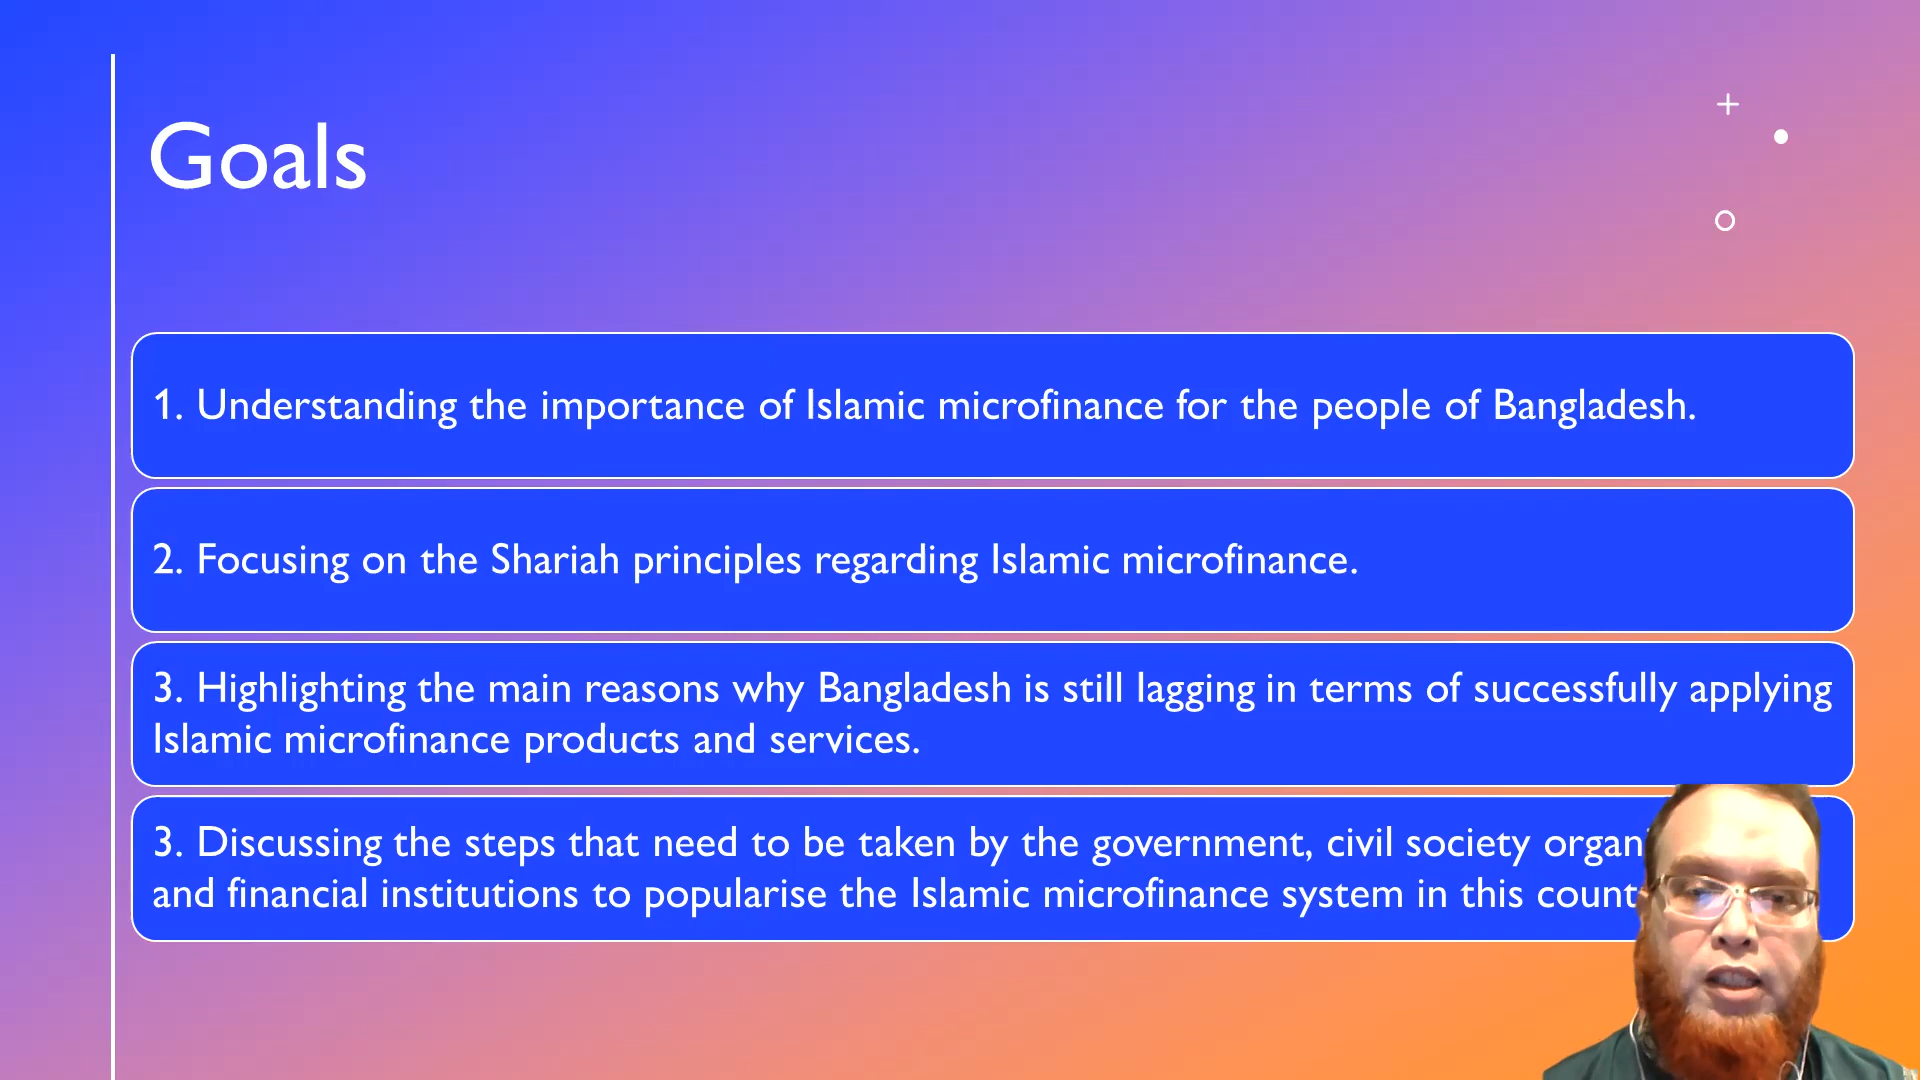 Goals
1. Understanding the importance of Islamic microfinance for the people of Bangladesh.
2. Focusing on the Shariah principles regarding Islamic microfinance.
3. Highlighting the main reasons why Bangladesh is still lagging in terms of successfully applying
Islamic microfinance products and services.
3. Discussing the steps that need to be taken by the government, civil society
and financial institutions to popularise the Islamic microfinance system in this